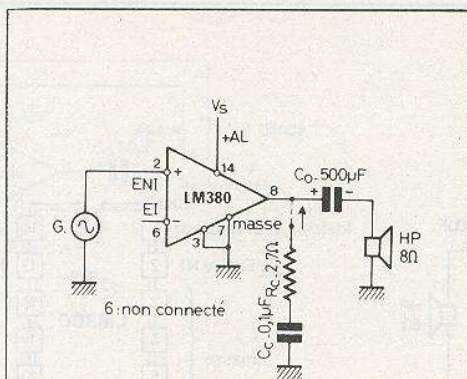 Vs
+AL
14
2
+
ENI
LM380
8
Co-500µF
+
-
G.
EI
-
6
3
7
masse
HP
8Ω
Rc-2,7Ω
6:non connecté
Cc-0,1µF